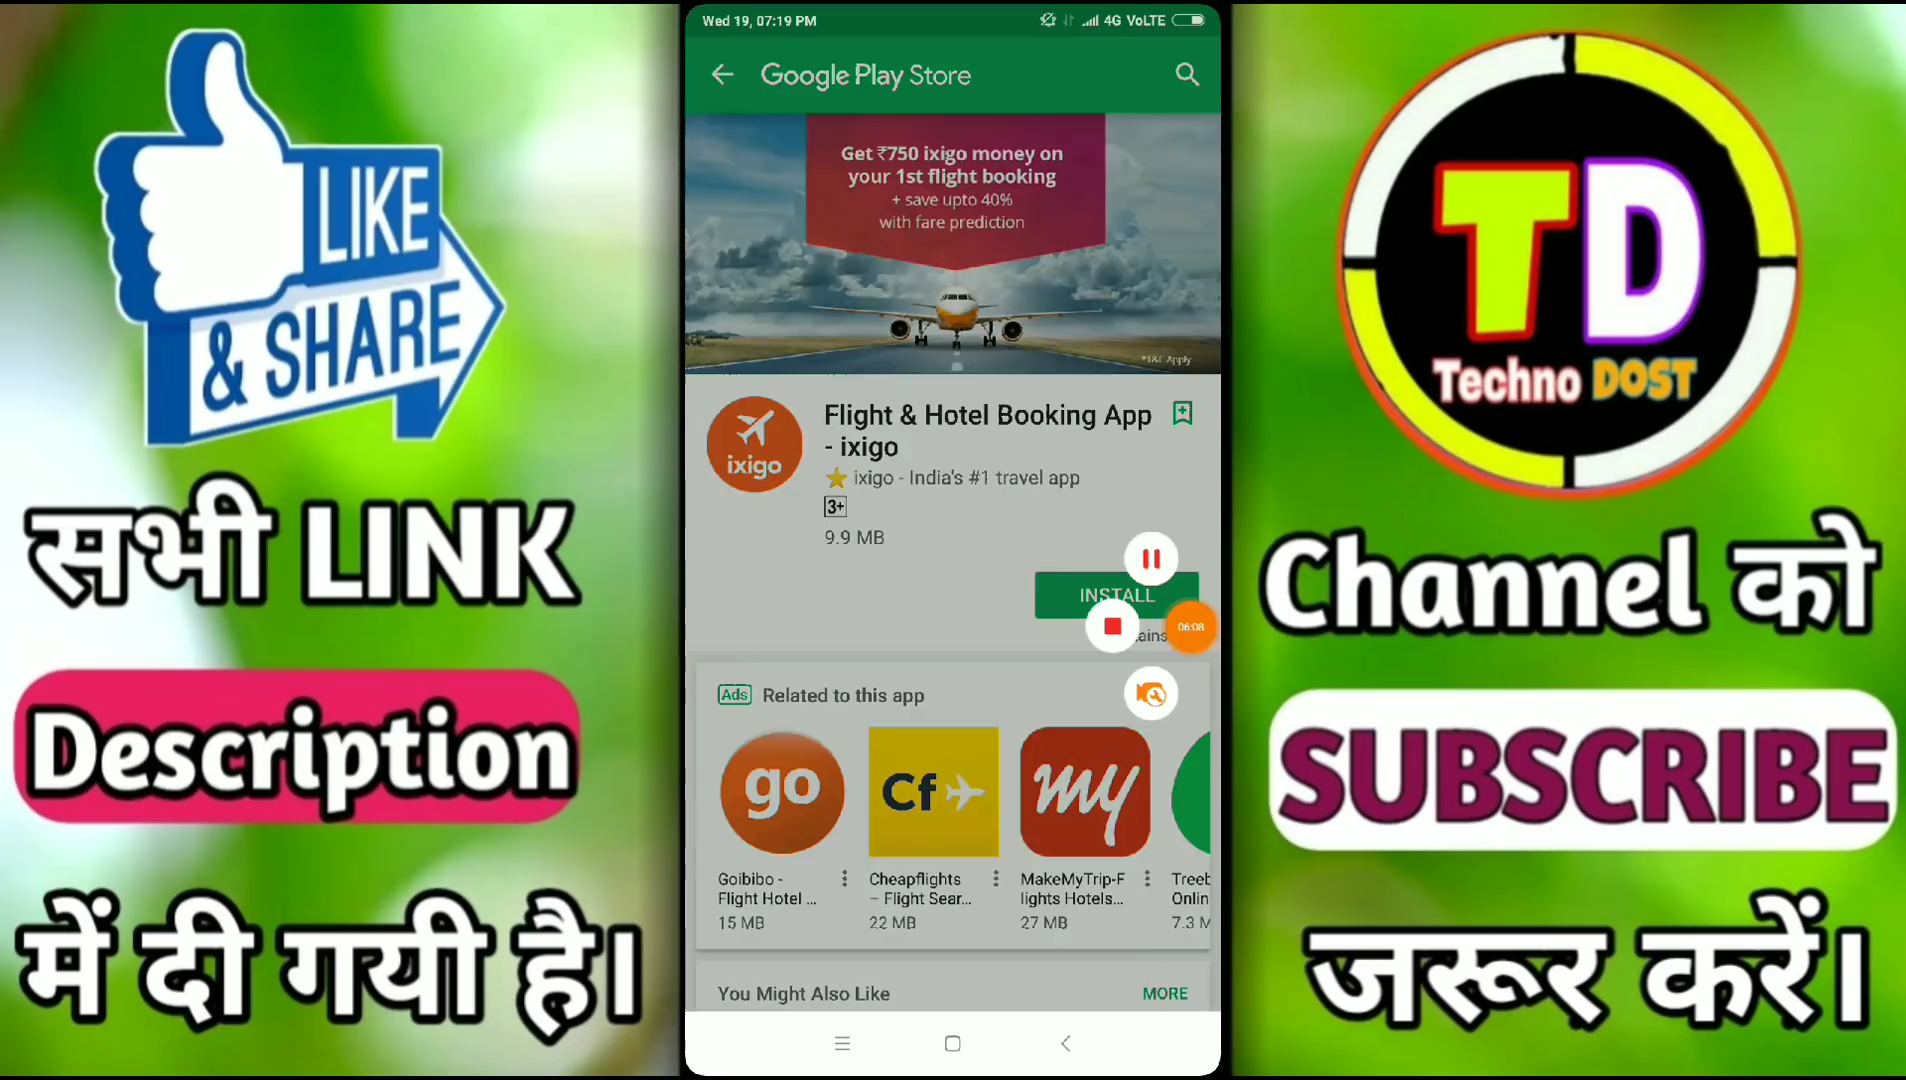 LIKE
& SHARE
सभी LINK
Description
में दी गयी है।
Wed 19, 07:19 PM
4G VoLTE
Google Play Store
Get ₹750 ixigo money on
your 1st flight booking
+ save upto 40%
with fare prediction
*T&C Apply
ixigo
Flight & Hotel Booking App
- ixigo
ixigo - India's #1 travel app
3+
9.9 MB
INSTALL
06:08
Ads Related to this app
go
Cf
my
Goibibo -
Flight Hotel ...
15 MB
Cheapflights
– Flight Sear...
22 MB
MakeMyTrip-F
lights Hotels...
27 MB
Treeb
Onlin
7.3 M
You Might Also Like
MORE
TD
Techno DOST
Channel को
SUBSCRIBE
जरूर करें।